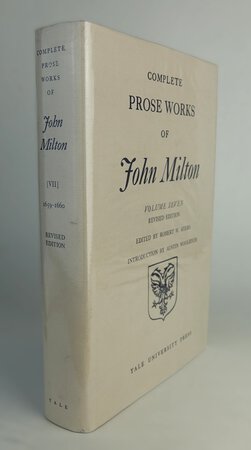 COMPLETE
PROSE WORKS
OF
John
Milton
[VII]
1659-1660
REVISED
EDITION
YALE
COMPLETE
PROSE WORKS
OF
John Milton
VOLUME SEVEN
REVISED EDITION
EDITED BY ROBERT W. AYERS
INTRODUCTION BY AUSTIN WOOLRYCH
YALE UNIVERSITY PRESS